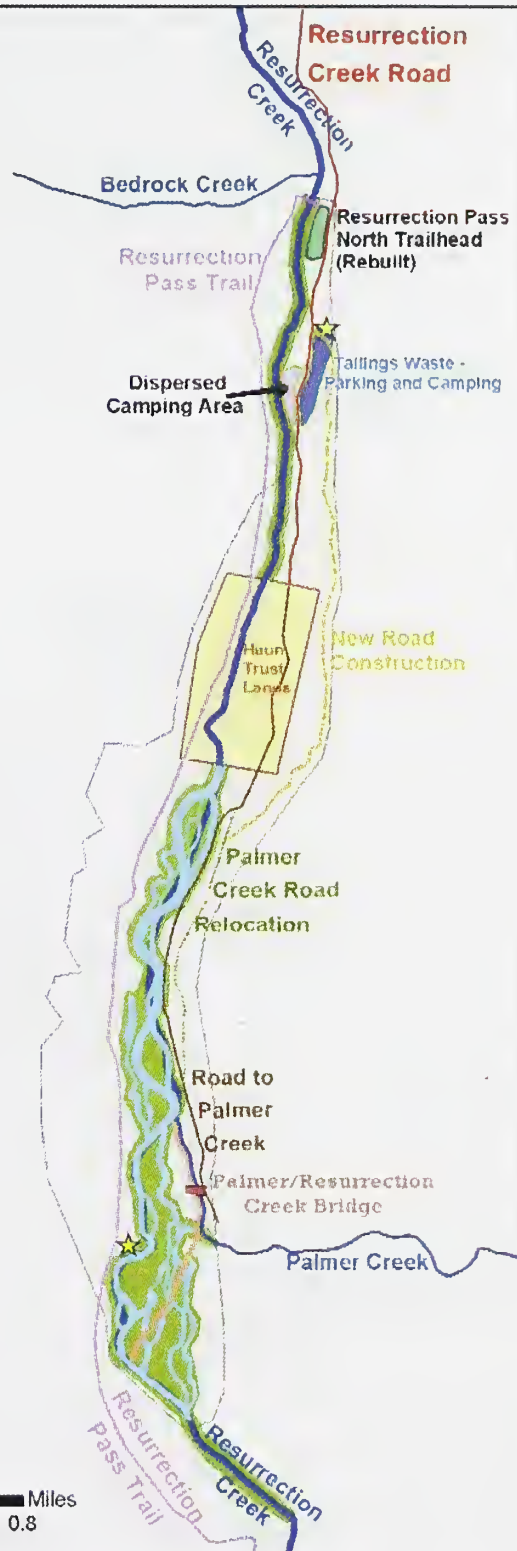 Resurrection
Creek Road
Resurrection
Creek
Bedrock Creek
Resurrection Pass
North Trailhead
(Rebuilt)
Resurrection
Pass Trail
Tailings Waste -
Parking and Camping
Dispersed
Camping Area
Haun
Trust
Lands
New Road
Construction
Palmer
Creek Road
Relocation
Road to
Palmer
Creek
Palmer/Resurrection
Creek Bridge
Palmer Creek
Resurrection
Pass Trail
Resurrection
Creek
Miles
0.8